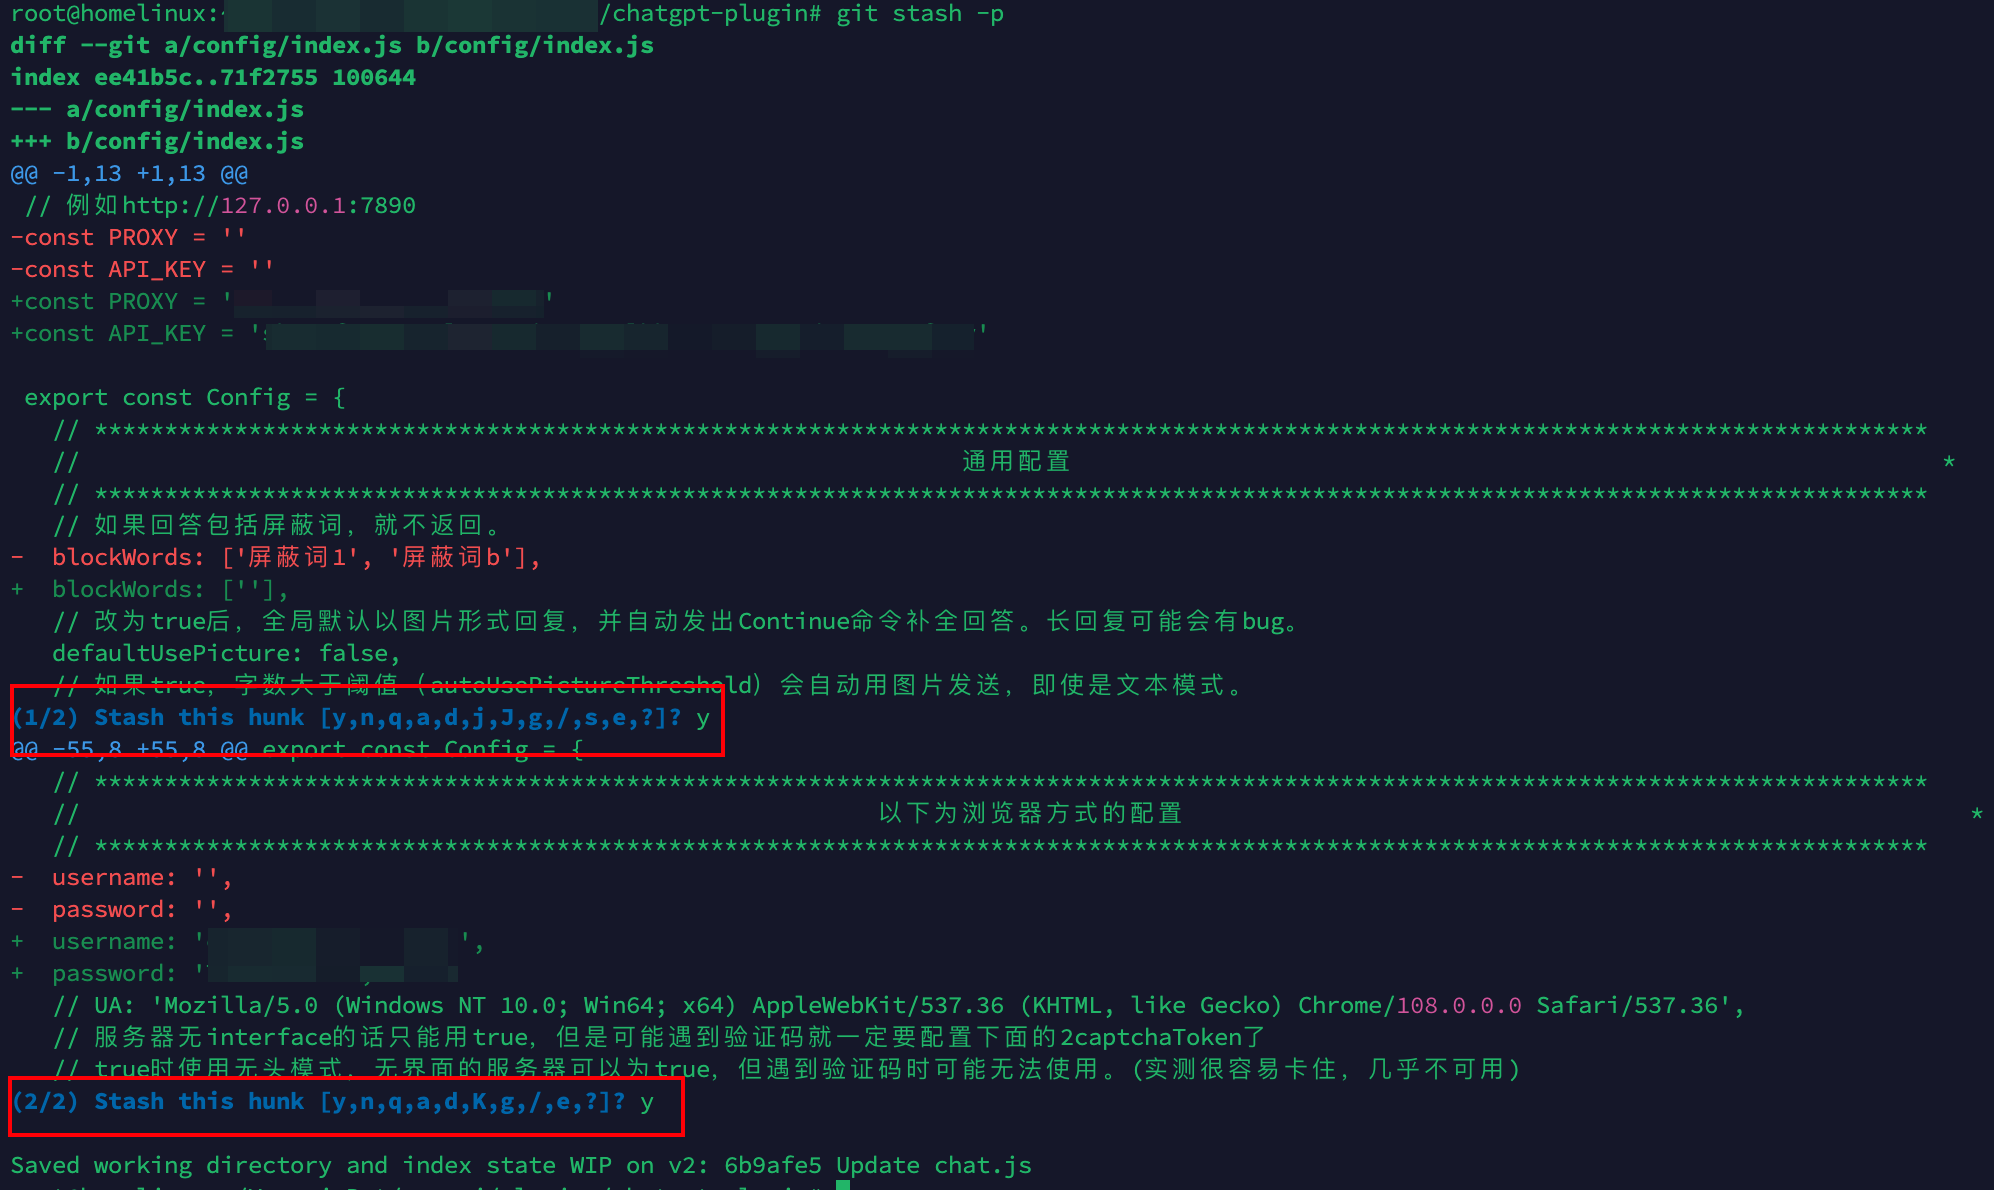 root@homelinux:~/chatgpt-plugin# git stash -p
diff --git a/config/index.js b/config/index.js
index ee41b5c..71f2755 100644
--- a/config/index.js
+++ b/config/index.js
@@ -1,13 +1,13 @@
 // 例如http://127.0.0.1:7890
-const PROXY = ''
-const API_KEY = ''
+const PROXY = ' '
+const API_KEY = ' '
 export const Config = {
   // ***********************************************************************************************************************************
   // 通用配置 *
   // ***********************************************************************************************************************************
   // 如果回答包括屏蔽词，就不返回。
-  blockWords: ['屏蔽词1', '屏蔽词b'],
+  blockWords: [''],
   // 改为true后，全局默认以图片形式回复，并自动发出Continue命令补全回答。长回复可能会有bug。
   defaultUsePicture: false,
   // 如果true，字数大于阈值（autoUsePictureThreshold）会自动用图片发送，即使是文本模式。
(1/2) Stash this hunk [y,n,q,a,d,j,J,g,/,s,e,?]? y
@@ -55,8 +55,8 @@ export const Config = {
   // ***********************************************************************************************************************************
   // 以下为浏览器方式的配置 *
   // ***********************************************************************************************************************************
-  username: '',
-  password: '',
+  username: ' ',
+  password: '
   // UA: 'Mozilla/5.0 (Windows NT 10.0; Win64; x64) AppleWebKit/537.36 (KHTML, like Gecko) Chrome/108.0.0.0 Safari/537.36',
   // 服务器无interface的话只能用true，但是可能遇到验证码就一定要配置下面的2captchaToken了
   // true时使用无头模式，无界面的服务器可以为true，但遇到验证码时可能无法使用。(实测很容易卡住，几乎不可用)
(2/2) Stash this hunk [y,n,q,a,d,K,g,/,e,?]? y
Saved working directory and index state WIP on v2: 6b9afe5 Update chat.js